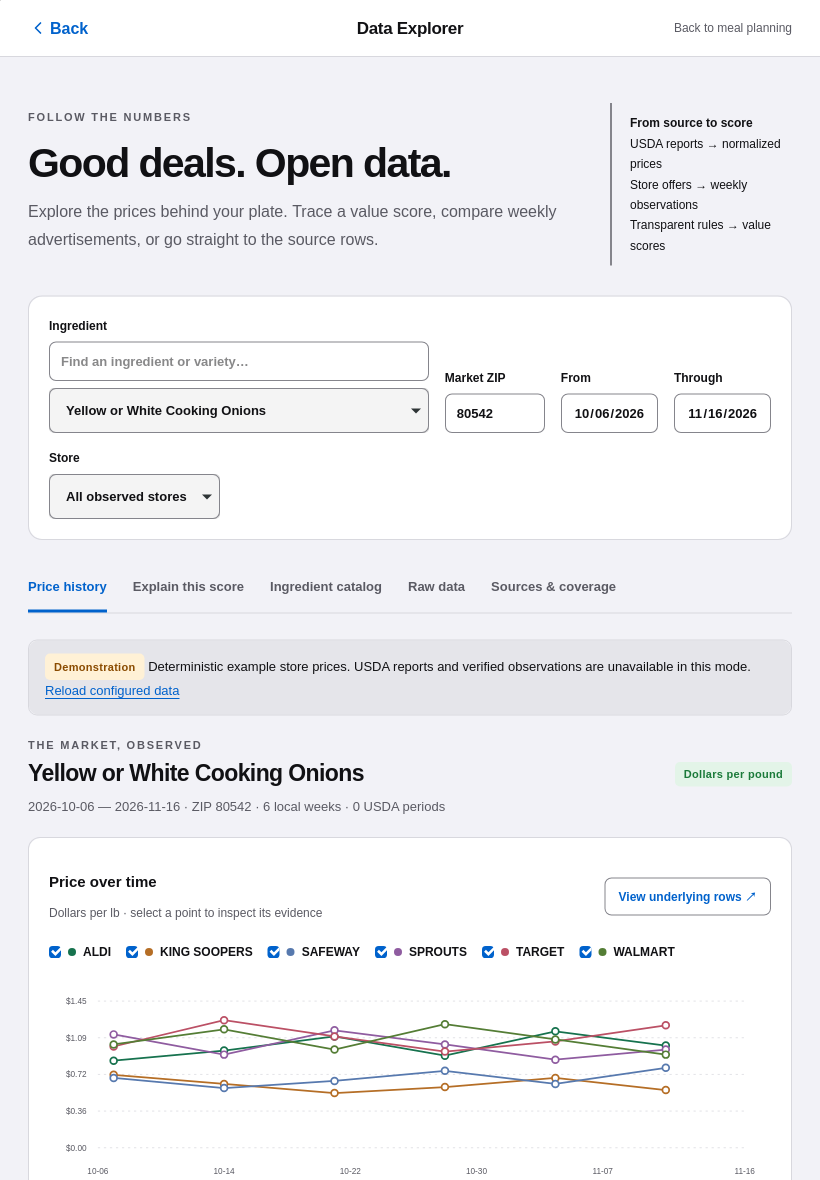 Back
Data Explorer
Back to meal planning
FOLLOW THE NUMBERS
Good deals. Open data.
Explore the prices behind your plate. Trace a value score, compare weekly
advertisements, or go straight to the source rows.
From source to score
USDA reports → normalized
prices
Store offers → weekly
observations
Transparent rules → value
scores
Ingredient
Find an ingredient or variety…
Yellow or White Cooking Onions
Market ZIP
80542
From
10/06/2026
Through
11/16/2026
Store
All observed stores
Price history
Explain this score
Ingredient catalog
Raw data
Sources & coverage
Demonstration Deterministic example store prices. USDA reports and verified observations are unavailable in this mode.
Reload configured data
THE MARKET, OBSERVED
Yellow or White Cooking Onions
Dollars per pound
2026-10-06 — 2026-11-16 · ZIP 80542 · 6 local weeks · 0 USDA periods
Price over time
Dollars per lb · select a point to inspect its evidence
View underlying rows ↗
ALDI
KING SOOPERS
SAFEWAY
SPROUTS
TARGET
WALMART
$1.45
$1.09
$0.72
$0.36
$0.00
10-06
10-14
10-22
10-30
11-07
11-16